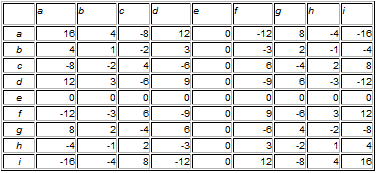 a b c d e f g h i
a 16 4 -8 12 0 -12 8 -4 -16
b 4 1 -2 3 0 -3 2 -1 -4
c -8 -2 4 -6 0 6 -4 2 8
d 12 3 -6 9 0 -9 6 -3 -12
e 0 0 0 0 0 0 0 0 0
f -12 -3 6 -9 0 9 -6 3 12
g 8 2 -4 6 0 -6 4 -2 -8
h -4 -1 2 -3 0 3 -2 1 4
i -16 -4 8 -12 0 12 -8 4 16